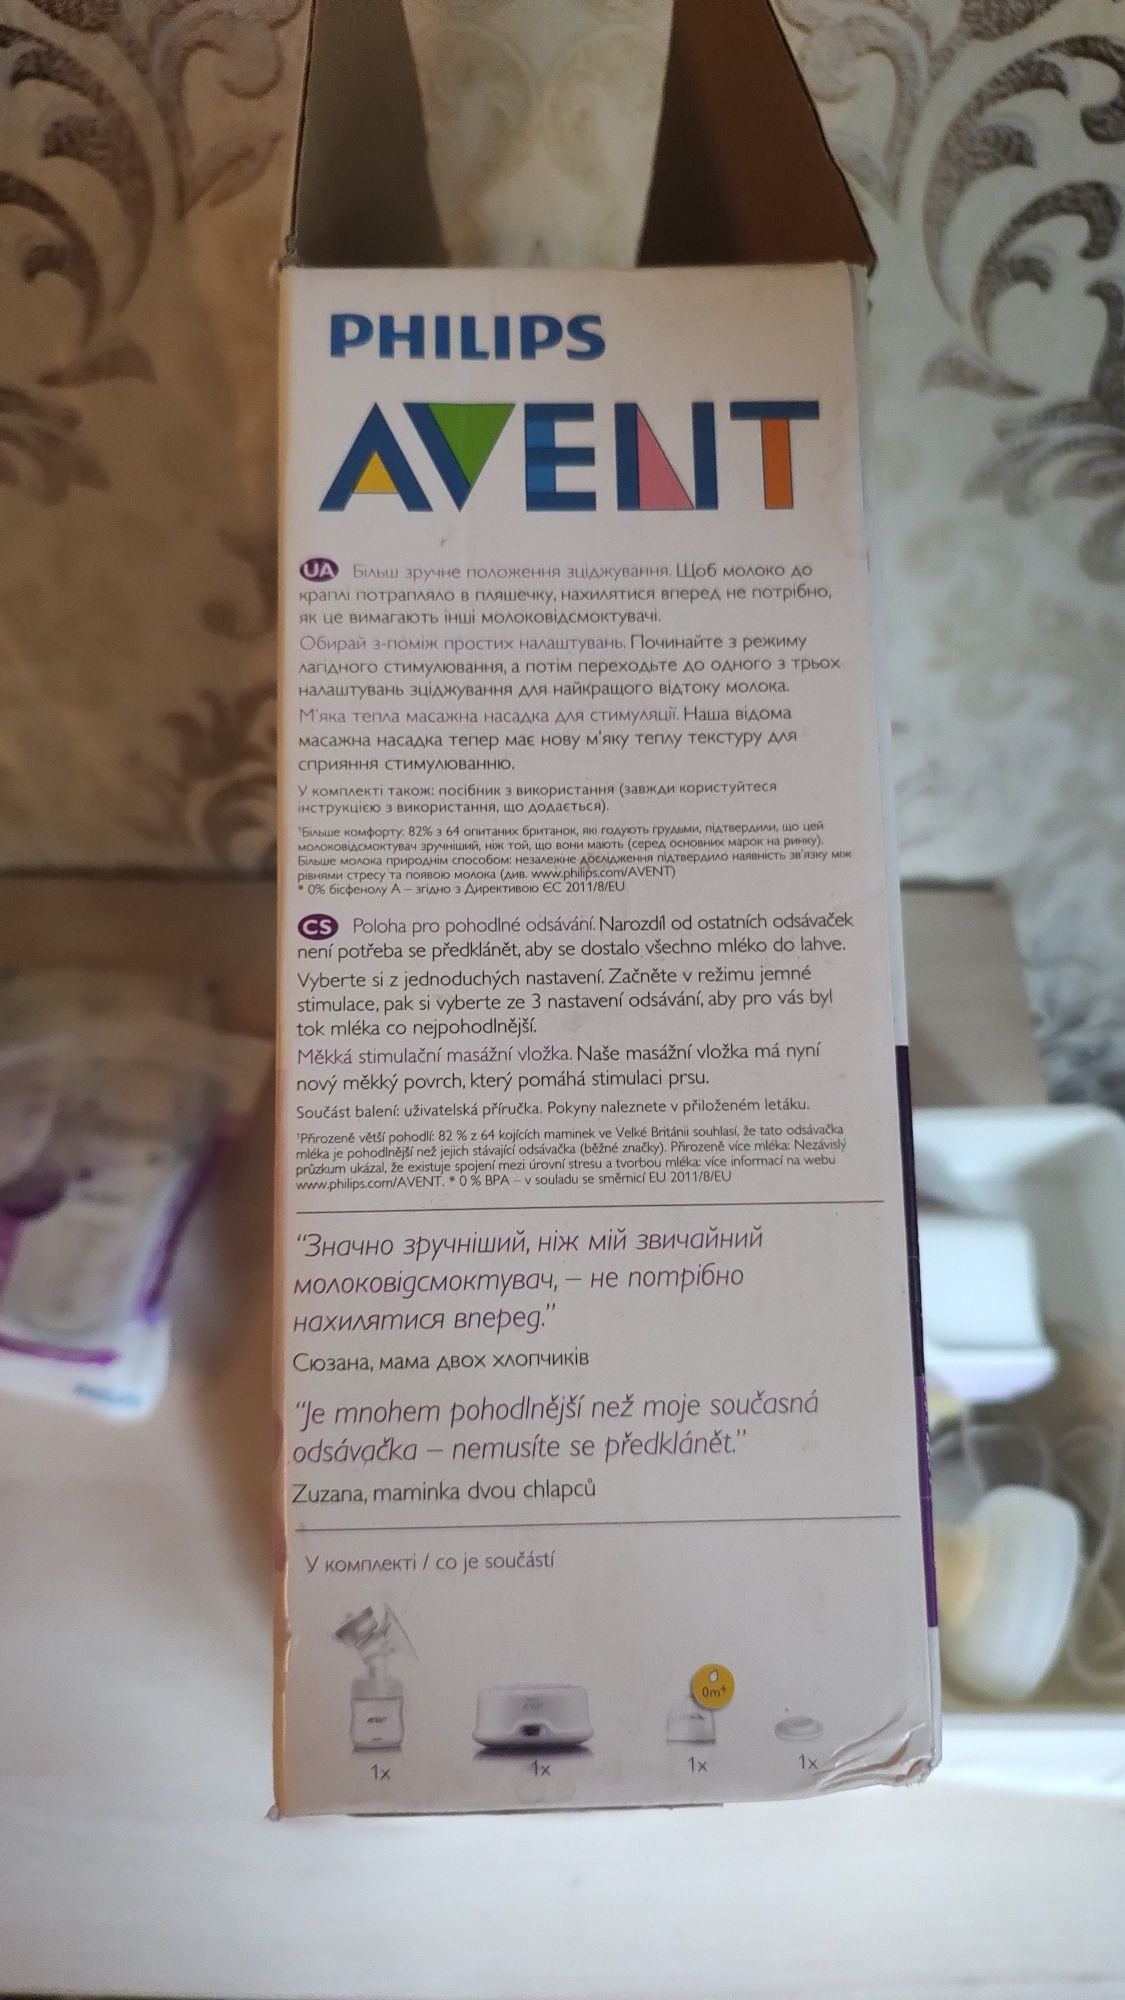 PHILIPS
AVENT
UA Більш зручне положення зціджування. Щоб молоко до
краплі потрапляло в пляшечку, нахилятися вперед не потрібно,
як це вимагають інші молоковідсмоктувачі.
Обирай з-поміж простих налаштувань. Починайте з режиму
лагідного стимулювання, а потім переходьте до одного з трьох
налаштувань зціджування для найкращого відтоку молока.
М'яка тепла масажна насадка для стимуляції. Наша відома
масажна насадка тепер має нову м'яку теплу текстуру для
сприяння стимулюванню.
У комплекті також: посібник з використання (завжди користуйтеся
інструкцією з використання, що додається).
¹Більше комфорту: 82% з 64 опитаних британок, які годують грудьми, підтвердили, що цей
молоковідсмоктувач зручніший, ніж той, що вони мають (серед основних марок на ринку).
Більше молока природнім способом: незалежне дослідження підтвердило наявність зв'язку між
рівнями стресу та появою молока (див. www.philips.com/AVENT)
* 0% бісфенолу А – згідно з Директивою ЄС 2011/8/EU
CS Poloha pro pohodlné odsávání. Narozdíl od ostatních odsávaček
není potřeba se předklánět, aby se dostalo všechno mléko do lahve.
Vyberte si z jednoduchých nastavení. Začněte v režimu jemné
stimulace, pak si vyberte ze 3 nastavení odsávání, aby pro vás byl
tok mléka co nejpohodlnější.
Měkká stimulační masážní vložka. Naše masážní vložka má nyní
nový měkký povrch, který pomáhá stimulaci prsu.
Součást balení: uživatelská příručka. Pokyny naleznete v přiloženém letáku.
¹Přirozeně větší pohodlí: 82 % z 64 kojících maminek ve Velké Británii souhlasí, že tato odsávačka
mléka je pohodlnější než jejich stávající odsávačka (běžné značky). Přirozeně více mléka: Nezávislý
průzkum ukázal, že existuje spojení mezi úrovní stresu a tvorbou mléka: více informací na webu
www.philips.com/AVENT. * 0 % BPA – v souladu se směrnicí EU 2011/8/EU
"Значно зручніший, ніж мій звичайний
молоковідсмоктувач, – не потрібно
нахилятися вперед."
Сюзана, мама двох хлопчиків
"Je mnohem pohodlnější než moje současná
odsávačka – nemusíte se předklánět."
Zuzana, maminka dvou chlapců
У комплекті / co je součástí
0m+
AVENT
AVENT
1x 1x 1x 1x